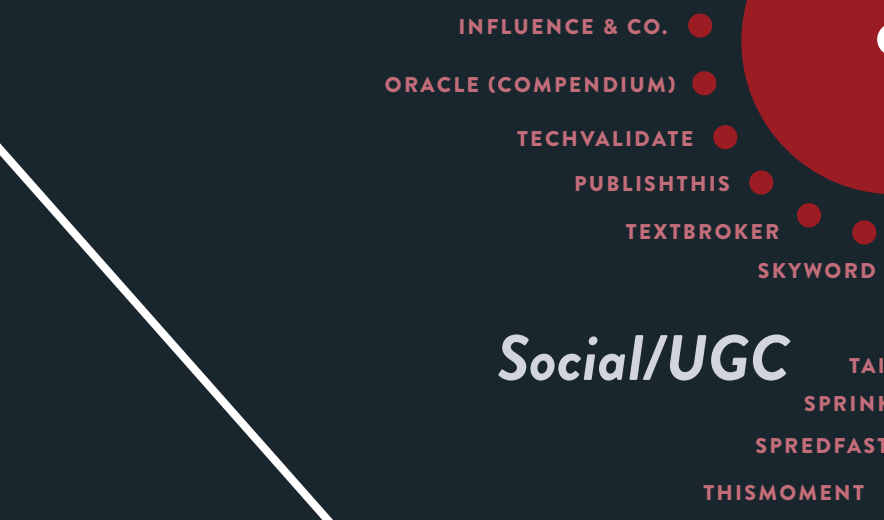 INFLUENCE & CO.
ORACLE (COMPENDIUM)
TECHVALIDATE
PUBLISHTHIS
TEXTBROKER
SKYWORD
Social/UGC
SPREDFAST
THISMOMENT